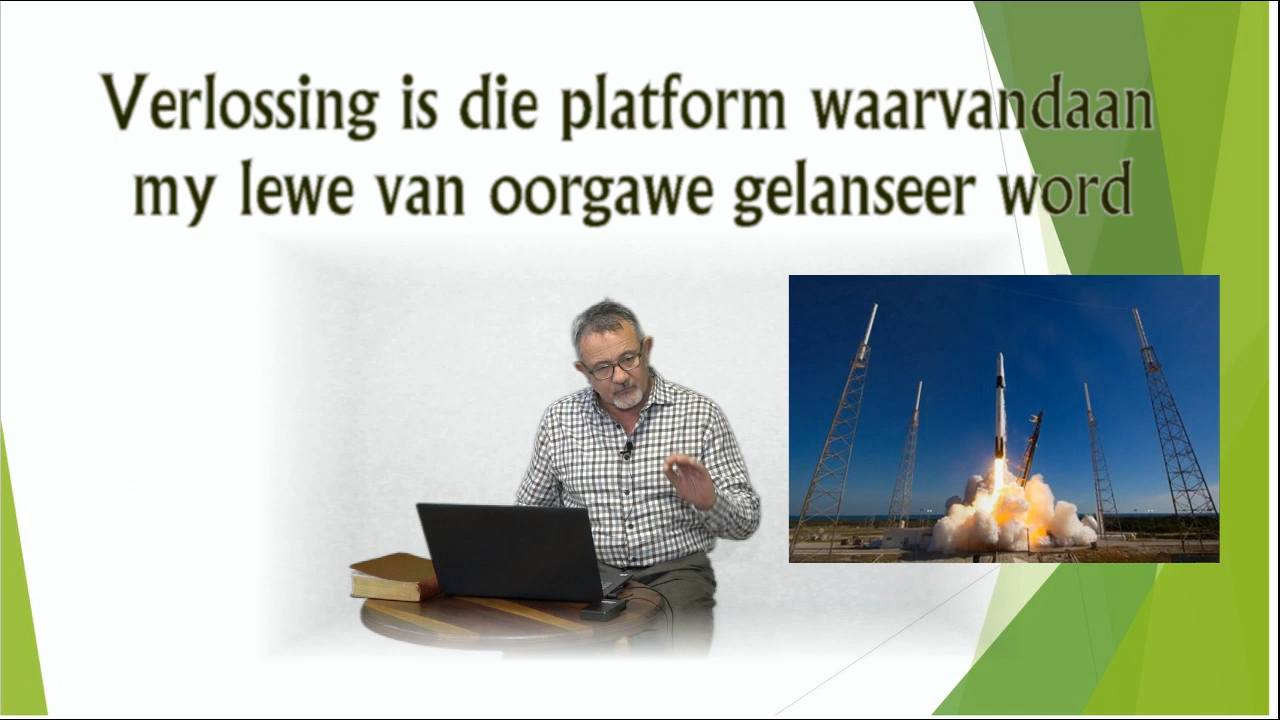 Verlossing is die platform waarvandaan
my lewe van oorgawe gelanseer word